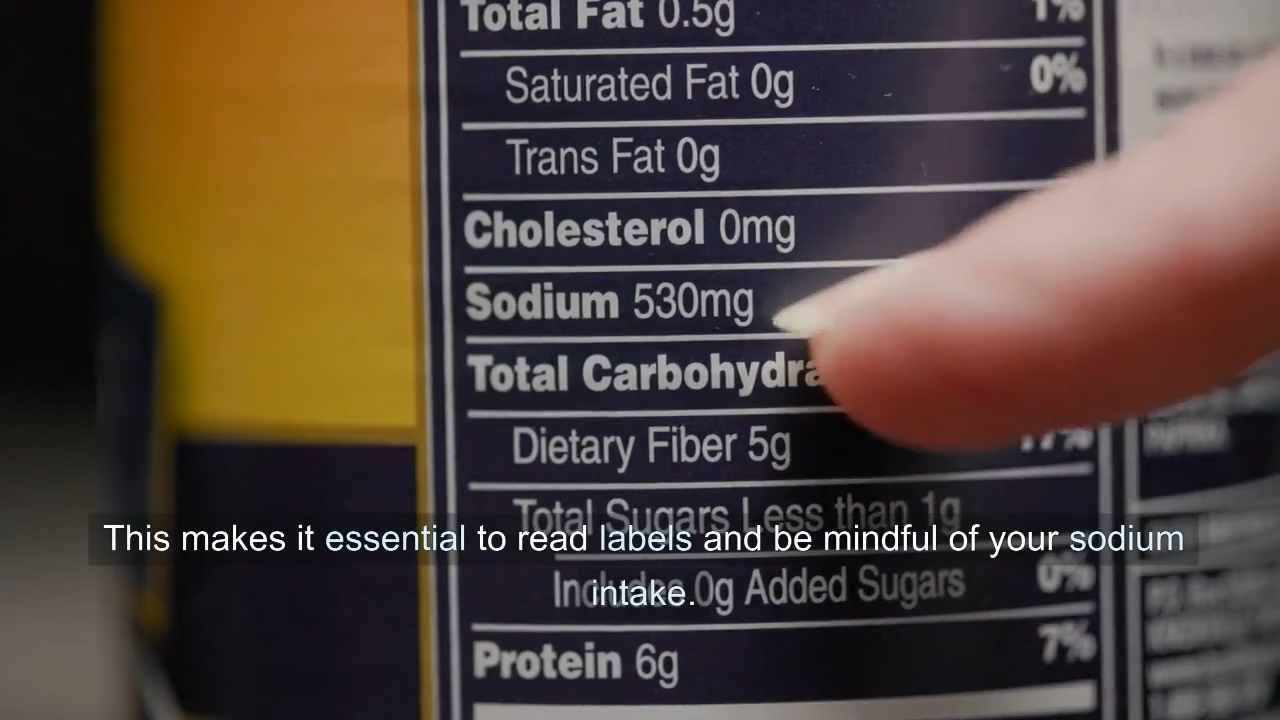 Total Fat 0.5g 1%
Saturated Fat 0g 0%
Trans Fat 0g
Cholesterol 0mg
Sodium 530mg
Total Carbohydra
Dietary Fiber 5g
Total Sugars Less than 1g
This makes it essential to read labels and be mindful of your sodium
intake.
Includes 0g Added Sugars 0%
Protein 6g 7%